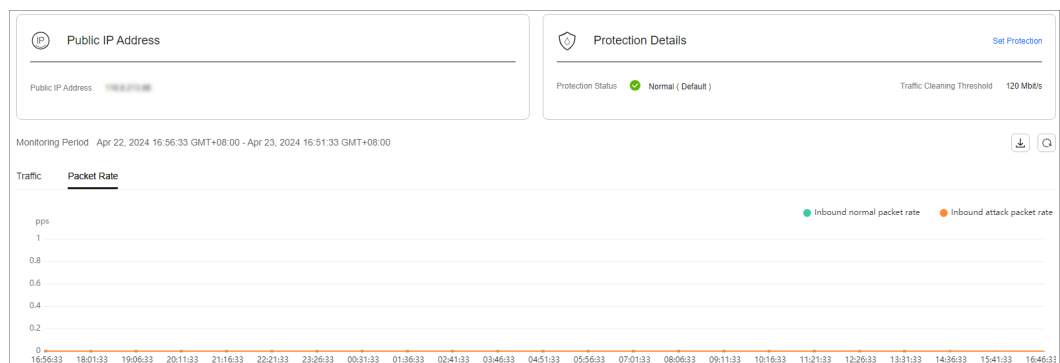 IP Public IP Address
Public IP Address
Protection Details Set Protection
Protection Status Normal ( Default ) Traffic Cleaning Threshold 120 Mbit/s
Monitoring Period Apr 22, 2024 16:56:33 GMT+08:00 - Apr 23, 2024 16:51:33 GMT+08:00
Traffic Packet Rate
Inbound normal packet rate Inbound attack packet rate
pps
1
0.8
0.6
0.4
0.2
0
16:56:33 18:01:33 19:06:33 20:11:33 21:16:33 22:21:33 23:26:33 00:31:33 01:36:33 02:41:33 03:46:33 04:51:33 05:56:33 07:01:33 08:06:33 09:11:33 10:16:33 11:21:33 12:26:33 13:31:33 14:36:33 15:41:33 16:46:33